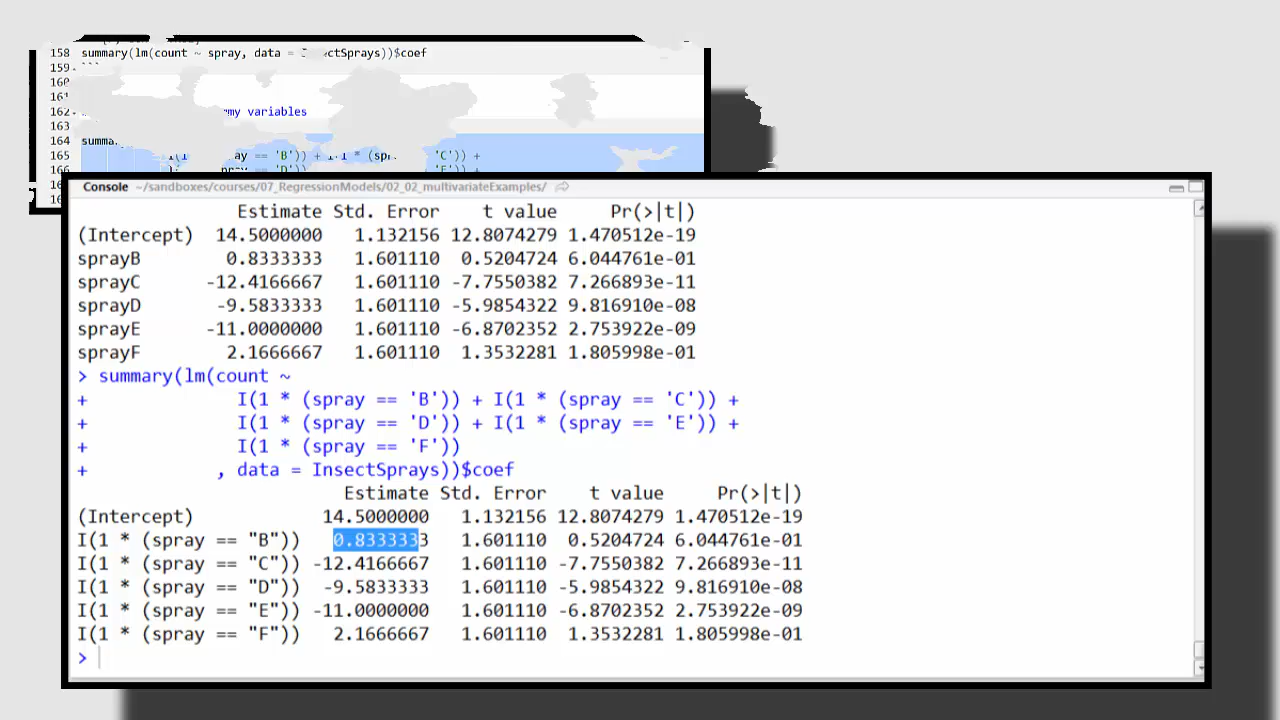 158 summary(lm(count ~ spray, data = ctSprays))$coef
159 ```
160
161
162 my variables
163
164 summa
165 I(1 pray == 'B')) + I(1 * (sp 'C')) +
Console ~/sandboxes/courses/07_RegressionModels/02_02_multivariateExamples/
Estimate Std. Error t value Pr(>|t|)
(Intercept) 14.5000000 1.132156 12.8074279 1.470512e-19
sprayB 0.8333333 1.601110 0.5204724 6.044761e-01
sprayC -12.4166667 1.601110 -7.7550382 7.266893e-11
sprayD -9.5833333 1.601110 -5.9854322 9.816910e-08
sprayE -11.0000000 1.601110 -6.8702352 2.753922e-09
sprayF 2.1666667 1.601110 1.3532281 1.805998e-01
> summary(lm(count ~
+ I(1 * (spray == 'B')) + I(1 * (spray == 'C')) +
+ I(1 * (spray == 'D')) + I(1 * (spray == 'E')) +
+ I(1 * (spray == 'F'))
+ , data = InsectSprays))$coef
Estimate Std. Error t value Pr(>|t|)
(Intercept) 14.5000000 1.132156 12.8074279 1.470512e-19
I(1 * (spray == "B")) 0.8333333 1.601110 0.5204724 6.044761e-01
I(1 * (spray == "C")) -12.4166667 1.601110 -7.7550382 7.266893e-11
I(1 * (spray == "D")) -9.5833333 1.601110 -5.9854322 9.816910e-08
I(1 * (spray == "E")) -11.0000000 1.601110 -6.8702352 2.753922e-09
I(1 * (spray == "F")) 2.1666667 1.601110 1.3532281 1.805998e-01
>